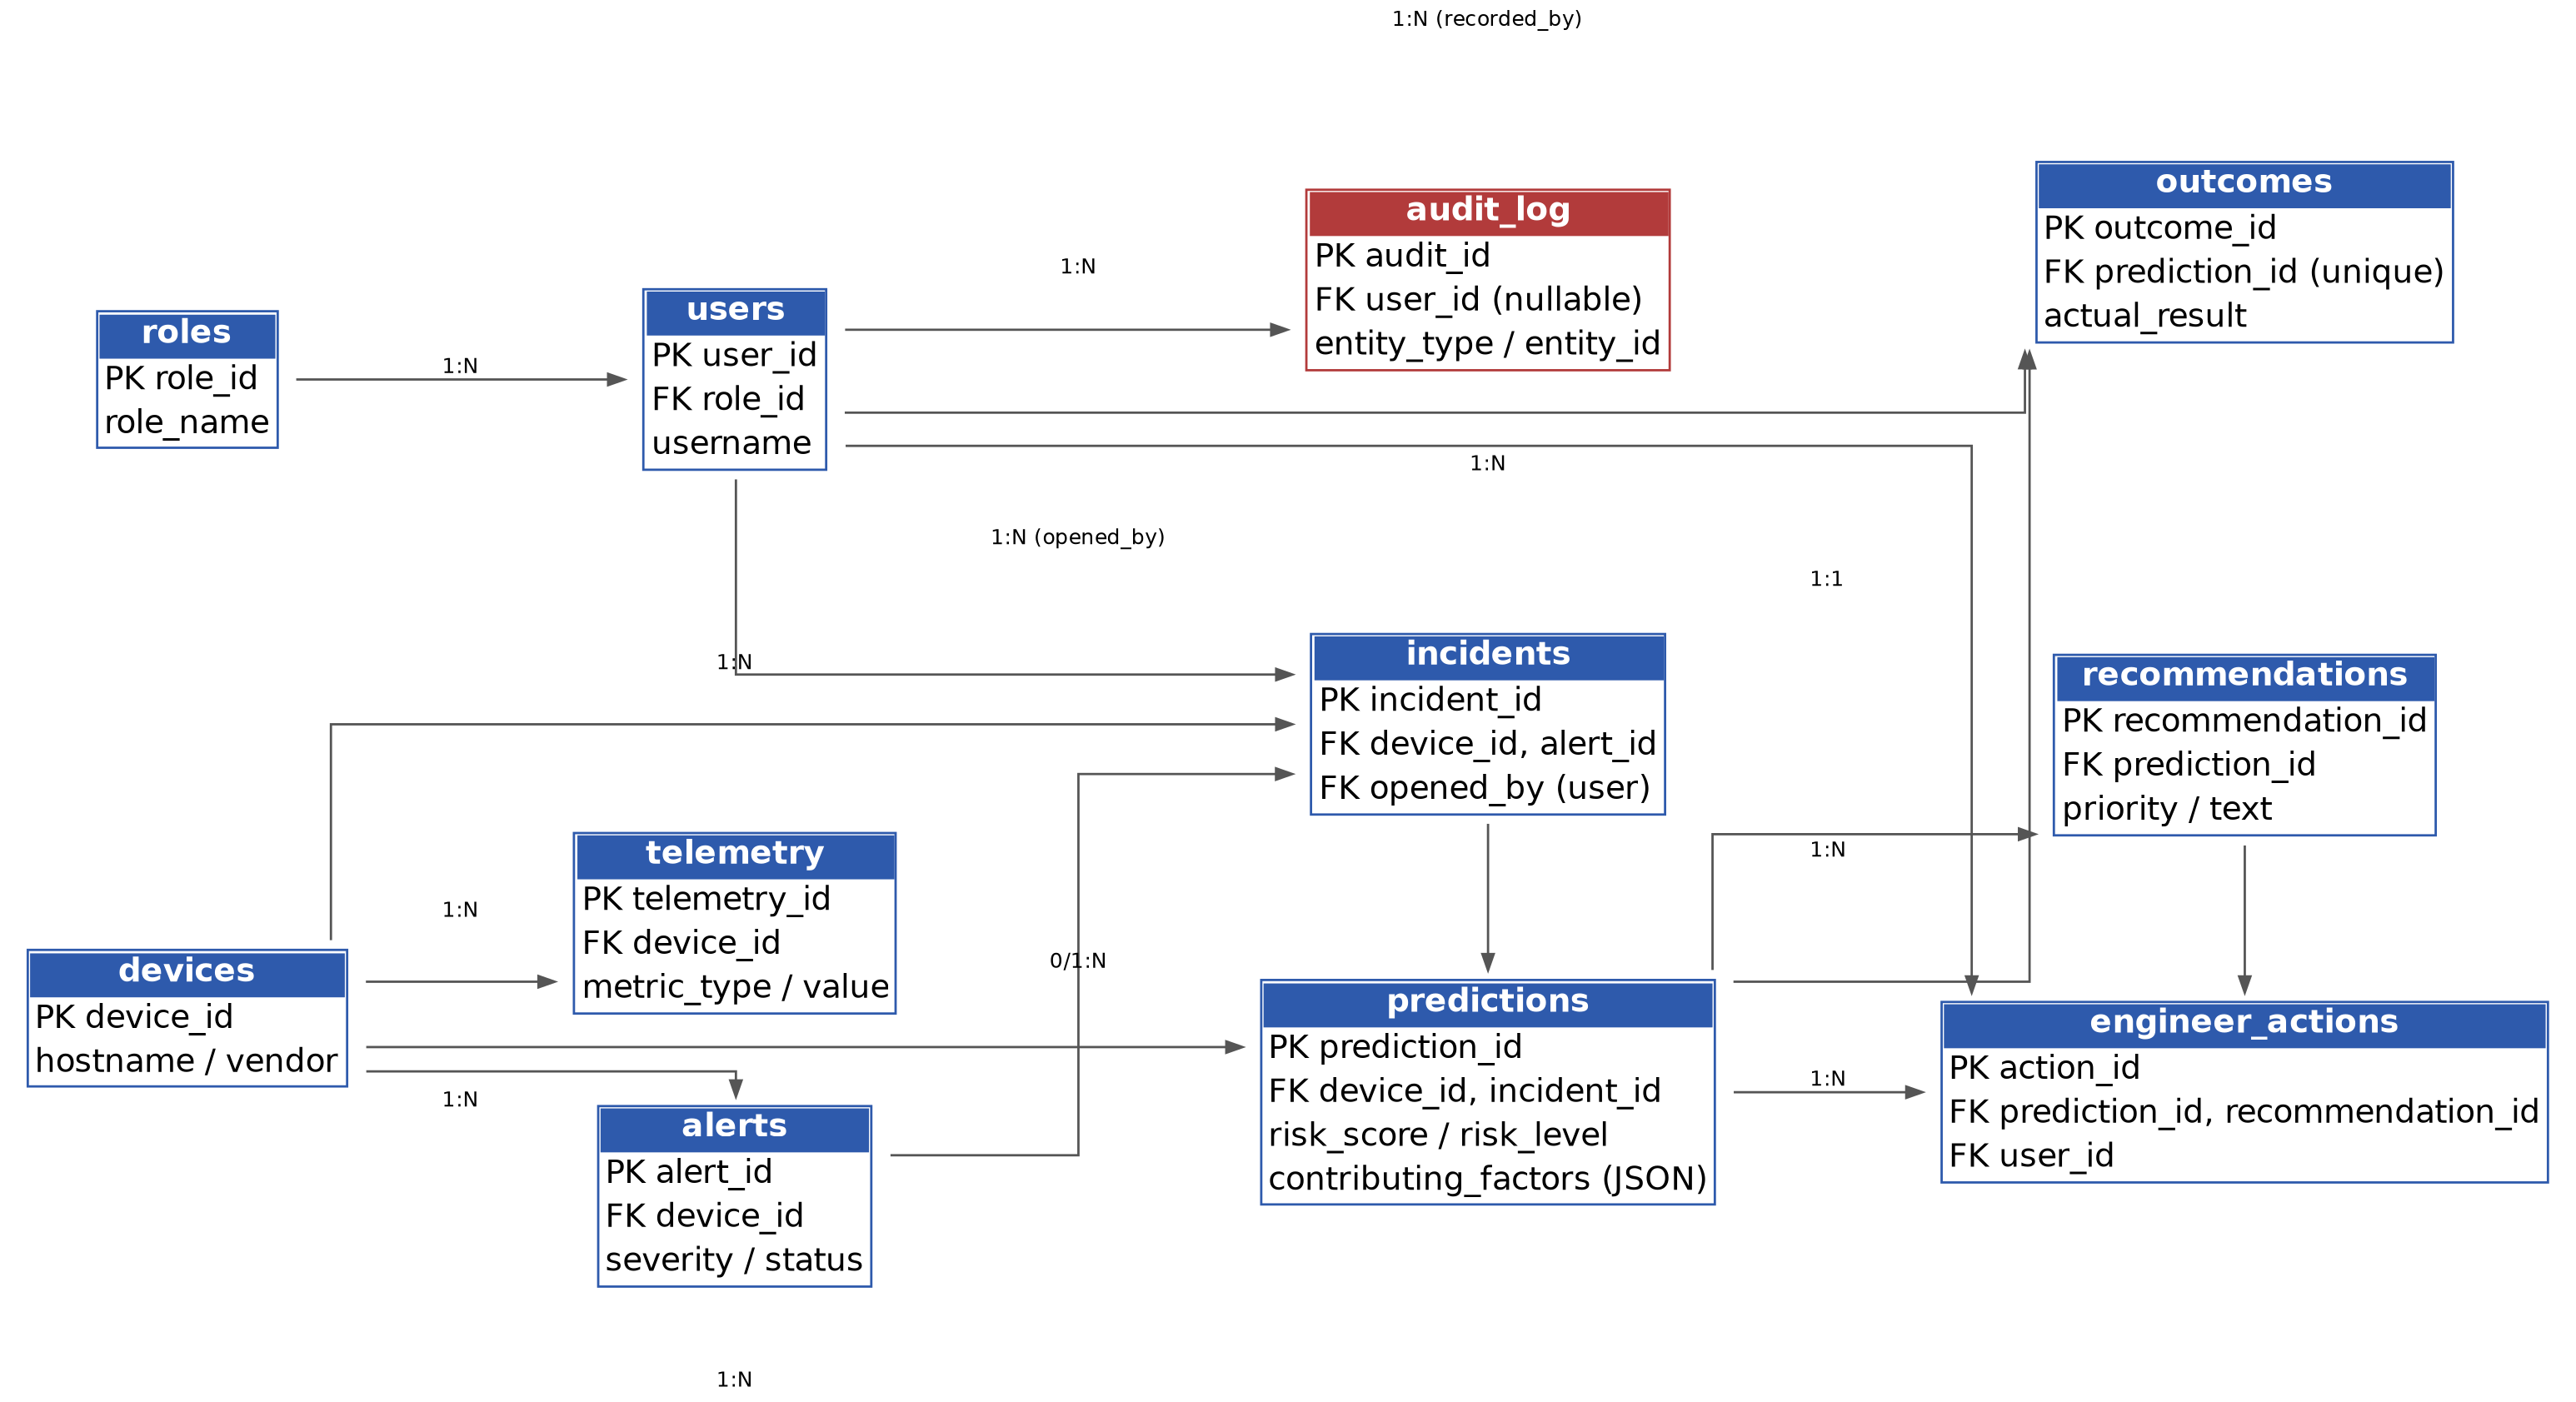 1:N (recorded_by)
outcomes
PK outcome_id
FK prediction_id (unique)
actual_result
audit_log
PK audit_id
FK user_id (nullable)
entity_type / entity_id
1:N
users
PK user_id
FK role_id
username
roles
PK role_id
role_name
1:N
1:N
1:N (opened_by)
1:1
incidents
PK incident_id
FK device_id, alert_id
FK opened_by (user)
1:N
recommendations
PK recommendation_id
FK prediction_id
priority / text
1:N
telemetry
PK telemetry_id
FK device_id
metric_type / value
1:N
0/1:N
devices
PK device_id
hostname / vendor
1:N
predictions
PK prediction_id
FK device_id, incident_id
risk_score / risk_level
contributing_factors (JSON)
1:N
engineer_actions
PK action_id
FK prediction_id, recommendation_id
FK user_id
alerts
PK alert_id
FK device_id
severity / status
1:N